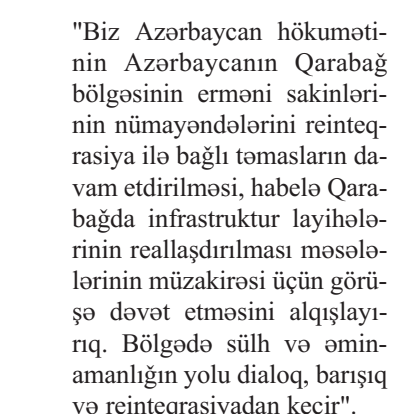 "Biz Azərbaycan hökuməti-
nin Azərbaycanın Qarabağ
bölgəsinin erməni sakinləri-
nin nümayəndələrini reinteq-
rasiya ilə bağlı təmasların da-
vam etdirilməsi, habelə Qara-
bağda infrastruktur layihələ-
rinin reallaşdırılması məsələ-
lərinin müzakirəsi üçün görü-
şə dəvət etməsini alqışlayı-
rıq. Bölgədə sülh və əmin-
amanlığın yolu dialoq, barışıq
və reinteqrasiyadan keçir".